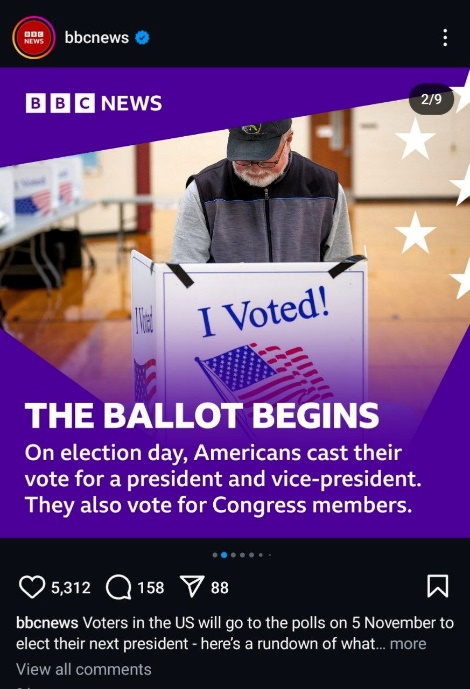 bbcnews
BBC NEWS
BBC NEWS
2/9
I Voted!
I Voted
THE BALLOT BEGINS
On election day, Americans cast their
vote for a president and vice-president.
They also vote for Congress members.
5,312 158 88
bbcnews Voters in the US will go to the polls on 5 November to
elect their next president - here's a rundown of what... more
View all comments